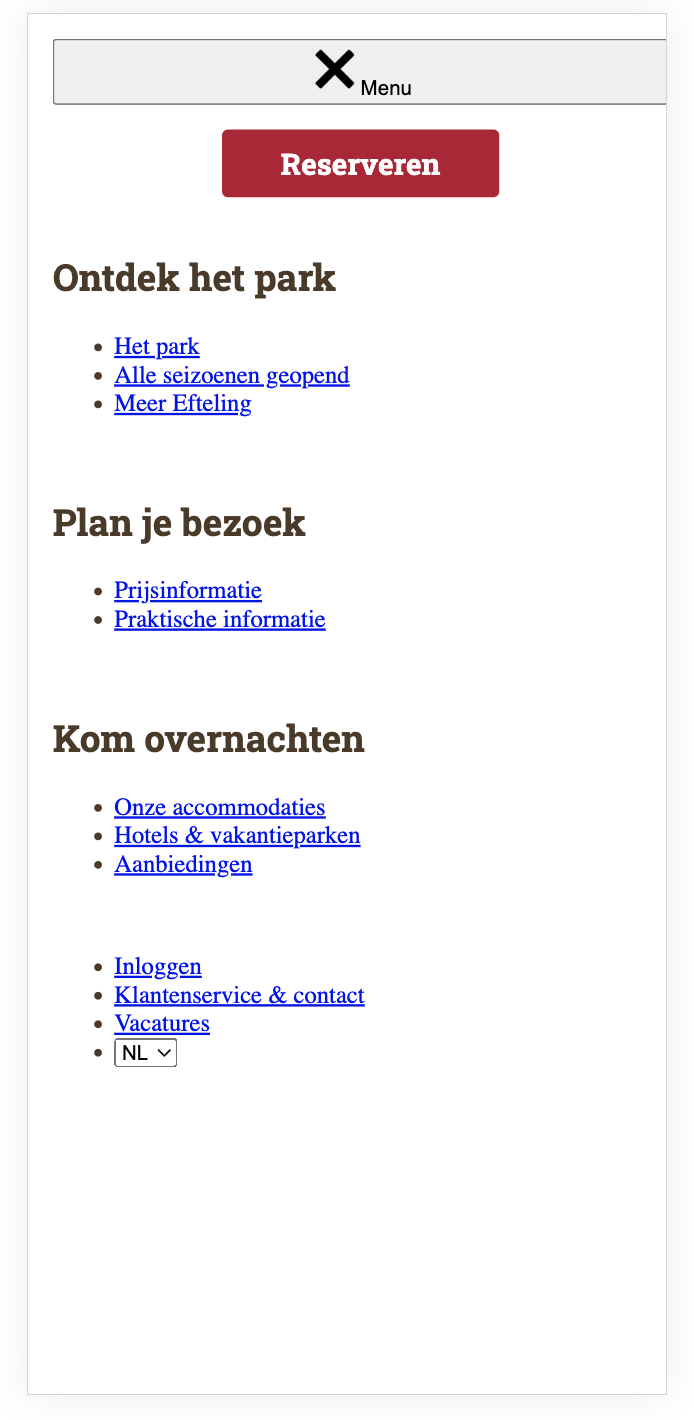 Menu
Reserveren
Ontdek het park
Het park
Alle seizoenen geopend
Meer Efteling
Plan je bezoek
Prijsinformatie
Praktische informatie
Kom overnachten
Onze accommodaties
Hotels & vakantieparken
Aanbiedingen
Inloggen
Klantenservice & contact
Vacatures
NL